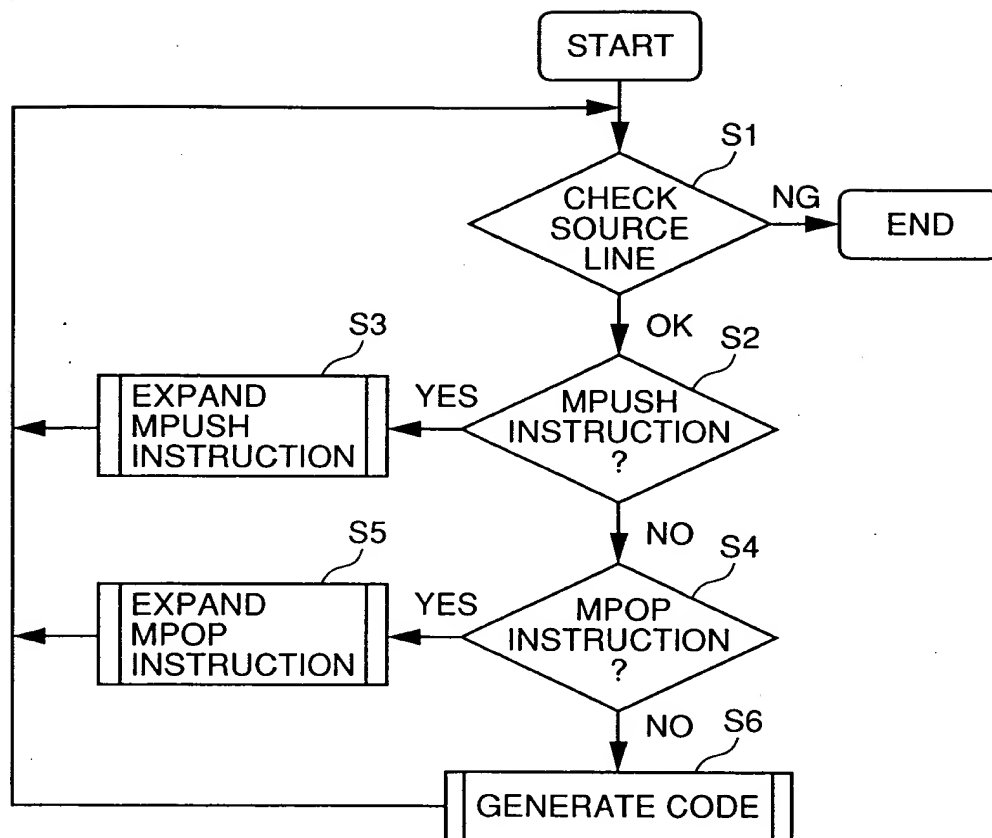 START
S1
CHECK
SOURCE
LINE
NG
END
OK
S2
MPUSH
INSTRUCTION
?
YES
S3
EXPAND
MPUSH
INSTRUCTION
NO
S4
MPOP
INSTRUCTION
?
YES
S5
EXPAND
MPOP
INSTRUCTION
NO
S6
GENERATE CODE